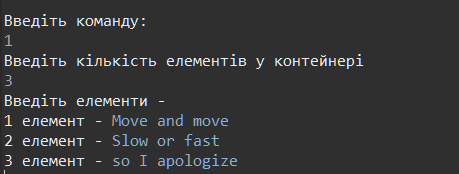 Введіть команду:
1
Введіть кількість елементів у контейнері
3
Введіть елементи -
1 елемент - Move and move
2 елемент - Slow or fast
3 елемент - so I apologize